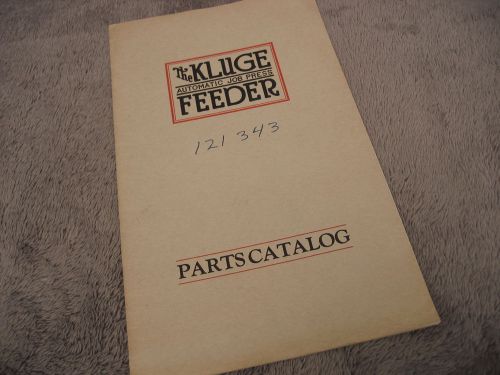 The KLUGE
AUTOMATIC JOB PRESS
FEEDER
121 343
PARTS CATALOG